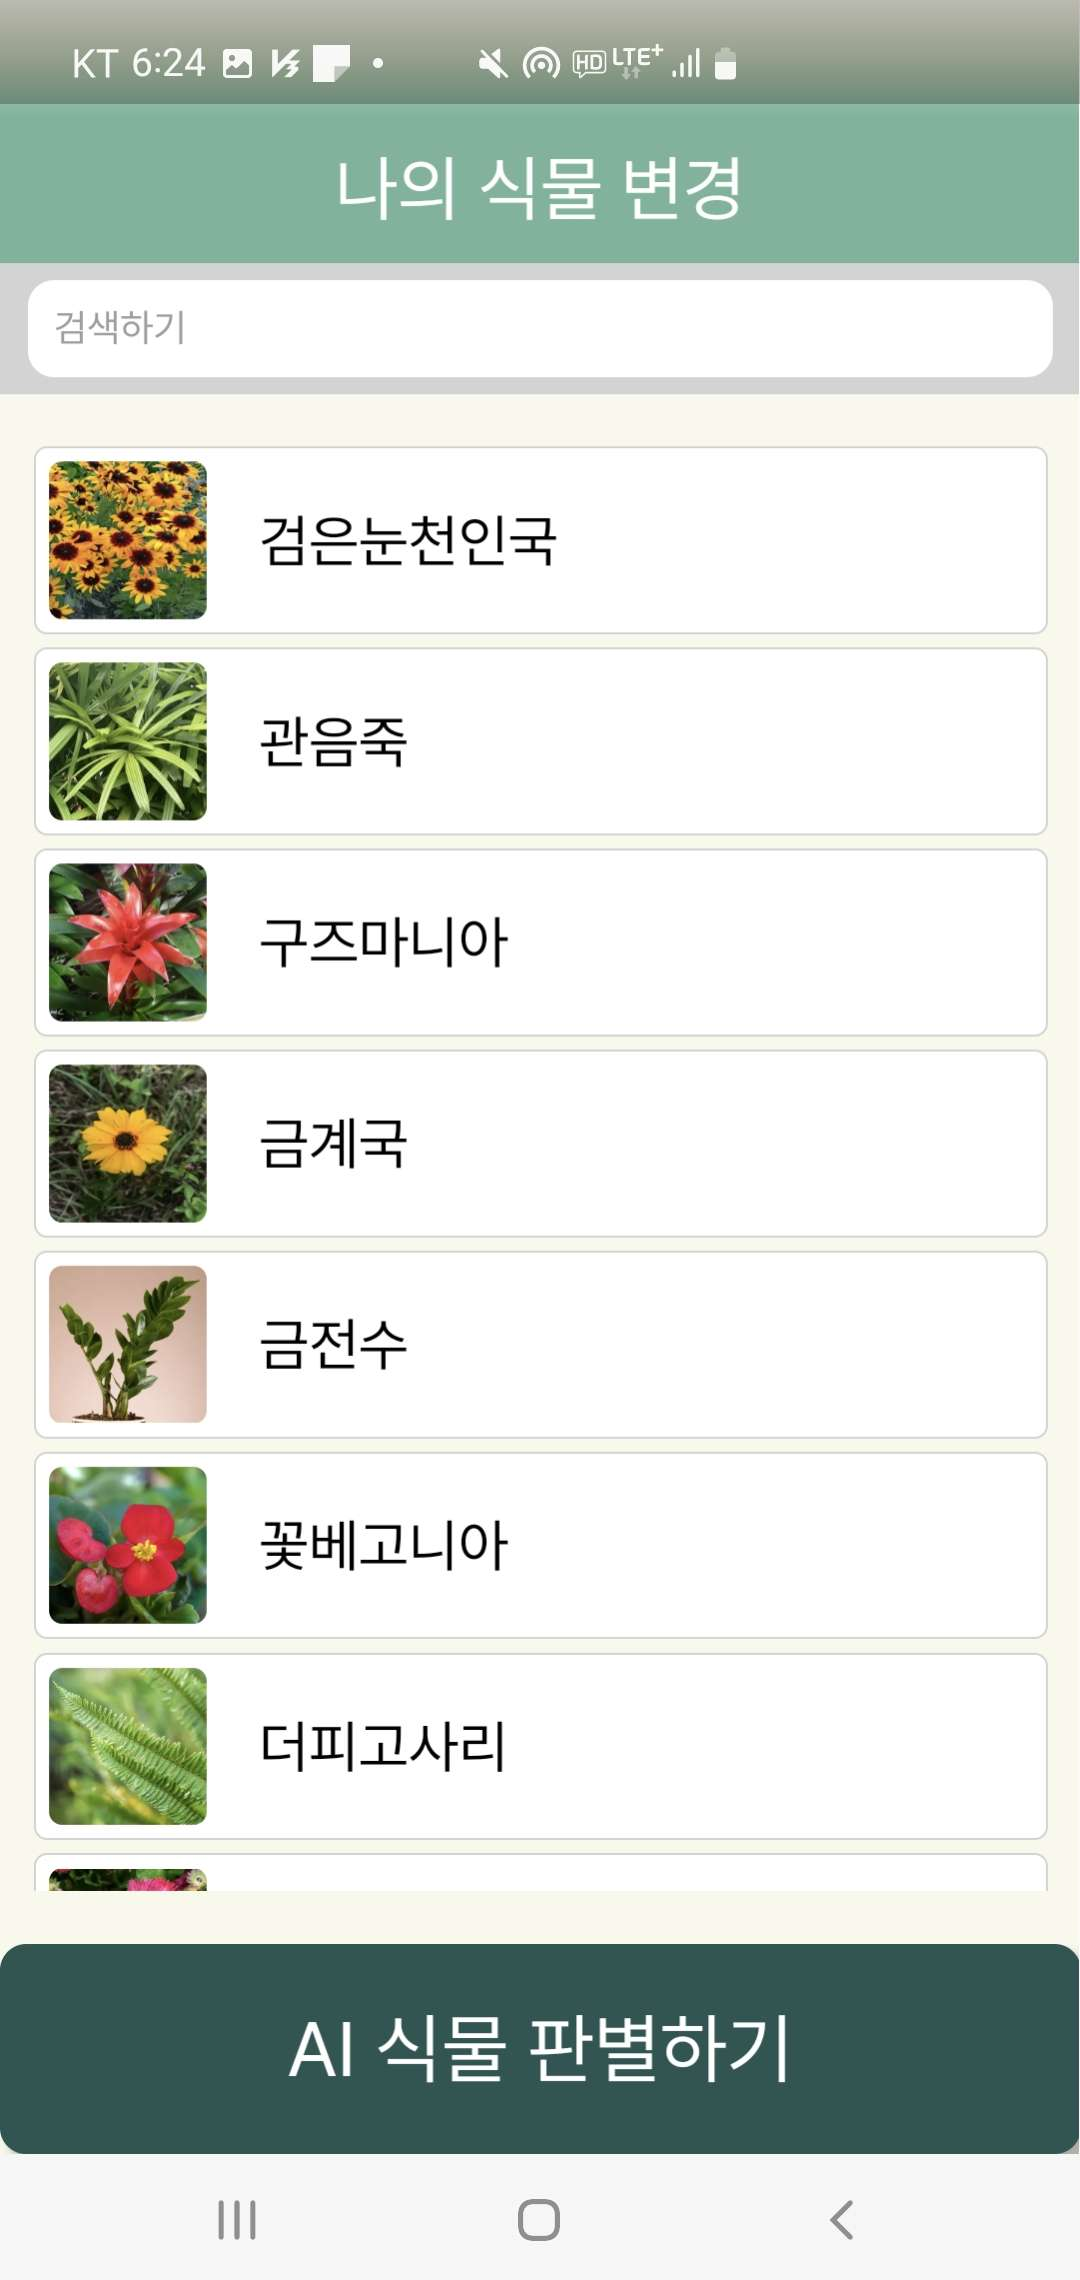 KT 6:24 HD LTE+
나의 식물 변경
검색하기
검은눈천인국
관음죽
구즈마니아
금계국
금전수
꽃베고니아
더피고사리
AI 식물 판별하기